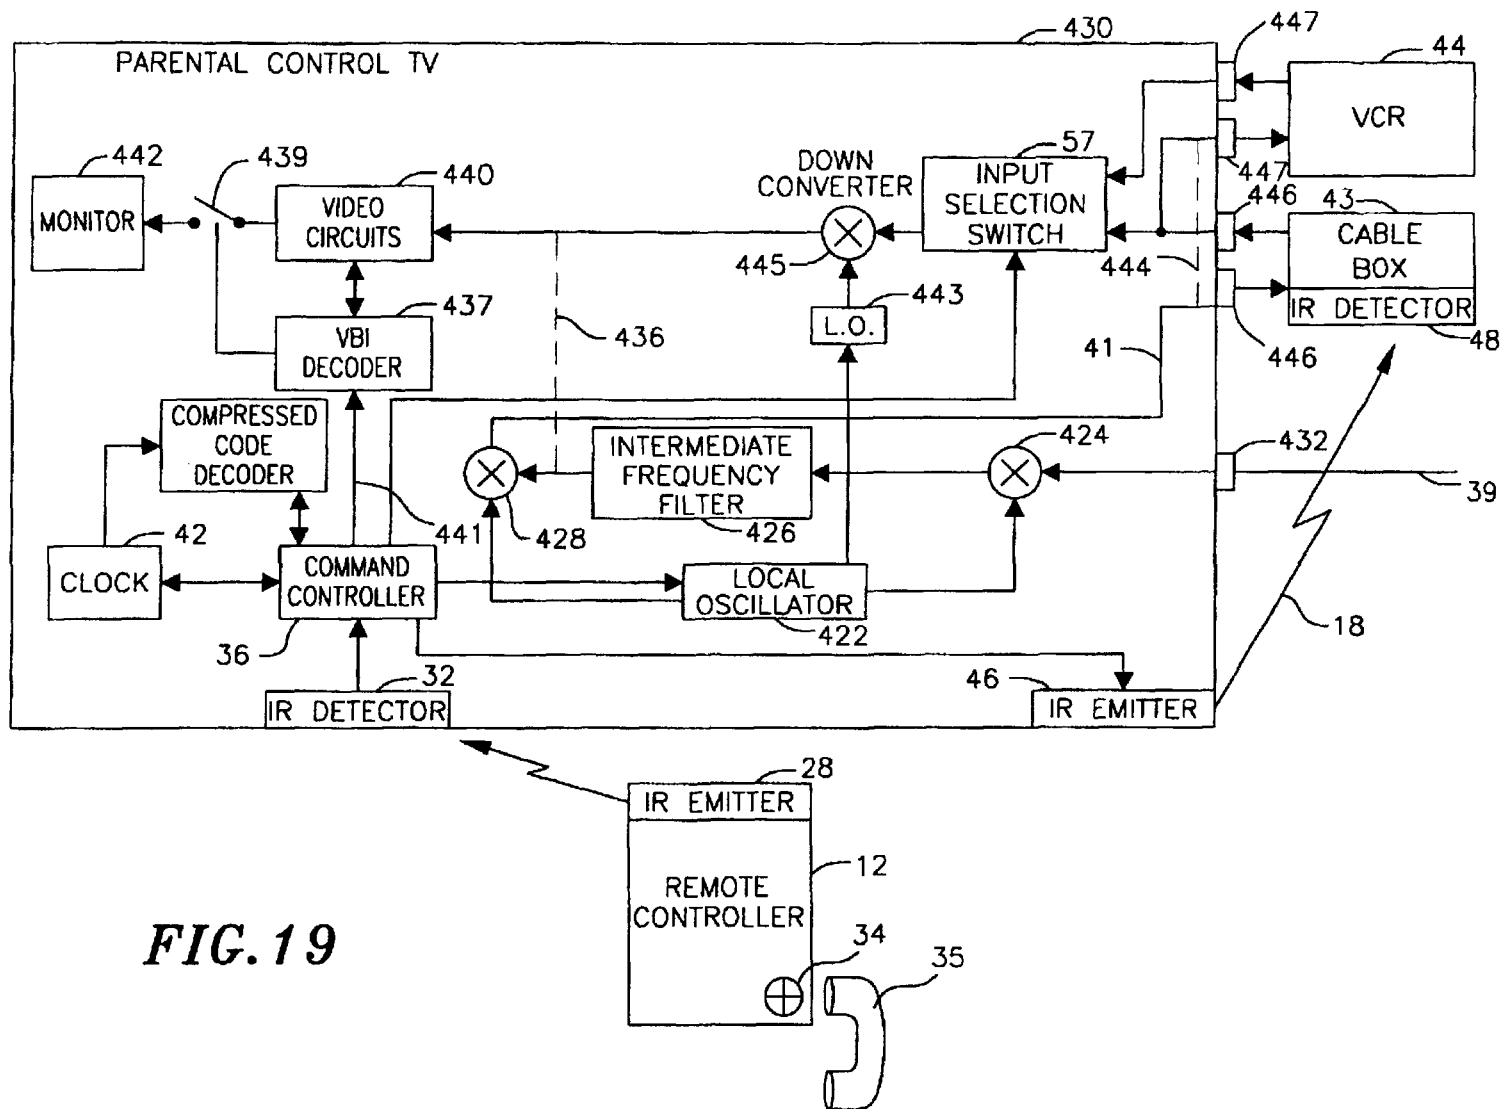 430
447
44
PARENTAL CONTROL TV
VCR
442
439
440
DOWN
CONVERTER
57
447
446
43
MONITOR
VIDEO
CIRCUITS
INPUT
SELECTION
SWITCH
CABLE
BOX
445
444
443
437
L.O.
IR DETECTOR
VBI
DECODER
436
41
446
48
COMPRESSED
CODE
DECODER
INTERMEDIATE
FREQUENCY
FILTER
424
432
39
441
428
426
42
CLOCK
COMMAND
CONTROLLER
LOCAL
OSCILLATOR
422
36
18
32
46
IR DETECTOR
IR EMITTER
28
IR EMITTER
12
REMOTE
CONTROLLER
34
35
FIG.19